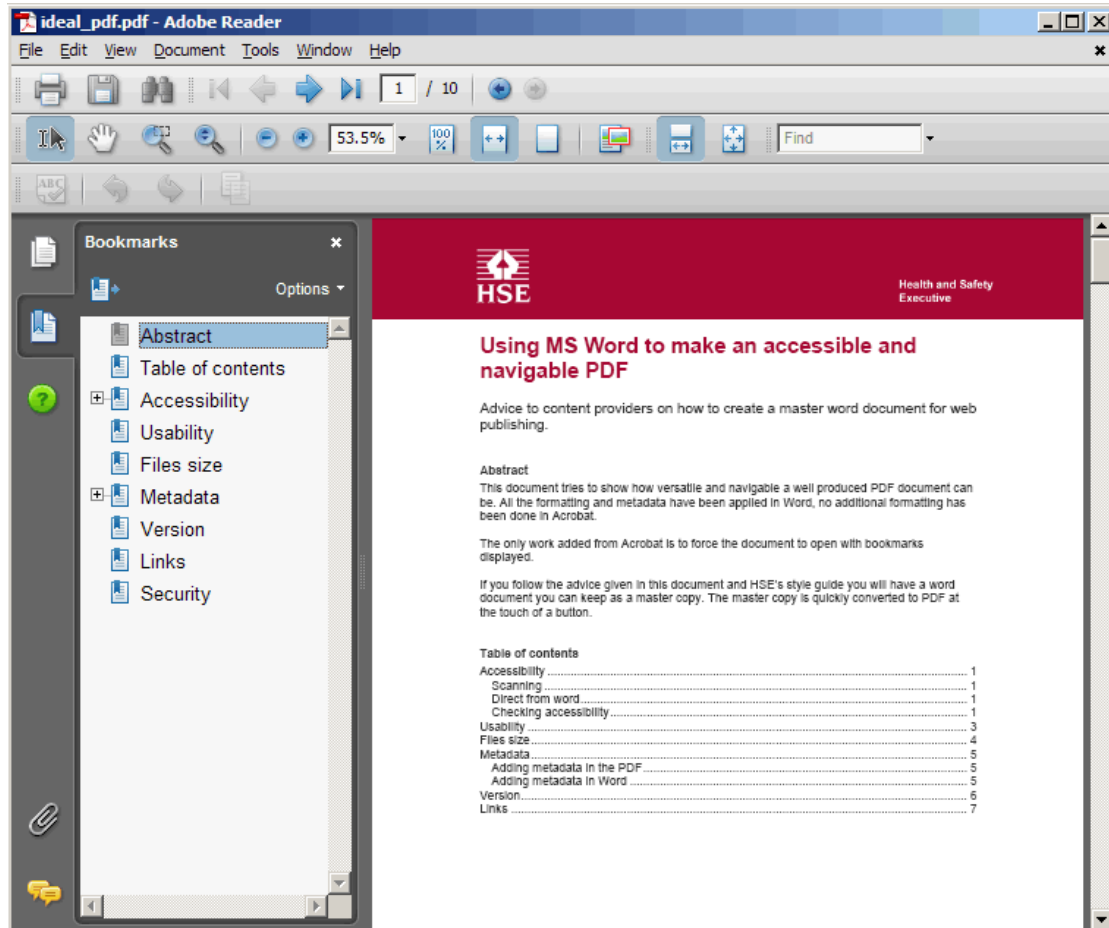 ideal_pdf.pdf - Adobe Reader
File Edit View Document Tools Window Help
1 / 10
53.5% 100 % Find
ABC
Bookmarks
Options
Abstract
Table of contents
Accessibility
Usability
Files size
Metadata
Version
Links
Security
HSE
Health and Safety
Executive
Using MS Word to make an accessible and
navigable PDF
Advice to content providers on how to create a master word document for web
publishing.
Abstract
This document tries to show how versatile and navigable a well produced PDF document can
be. All the formatting and metadata have been applied in Word, no additional formatting has
been done in Acrobat.
The only work added from Acrobat is to force the document to open with bookmarks
displayed.
If you follow the advice given in this document and HSE's style guide you will have a word
document you can keep as a master copy. The master copy is quickly converted to PDF at
the touch of a button.
Table of contents
Accessibility ........ 1
Scanning ........ 1
Direct from word ........ 1
Checking accessibility ........ 1
Usability ........ 3
Files size ........ 4
Metadata ........ 5
Adding metadata in the PDF ........ 5
Adding metadata in Word ........ 5
Version ........ 6
Links ........ 7